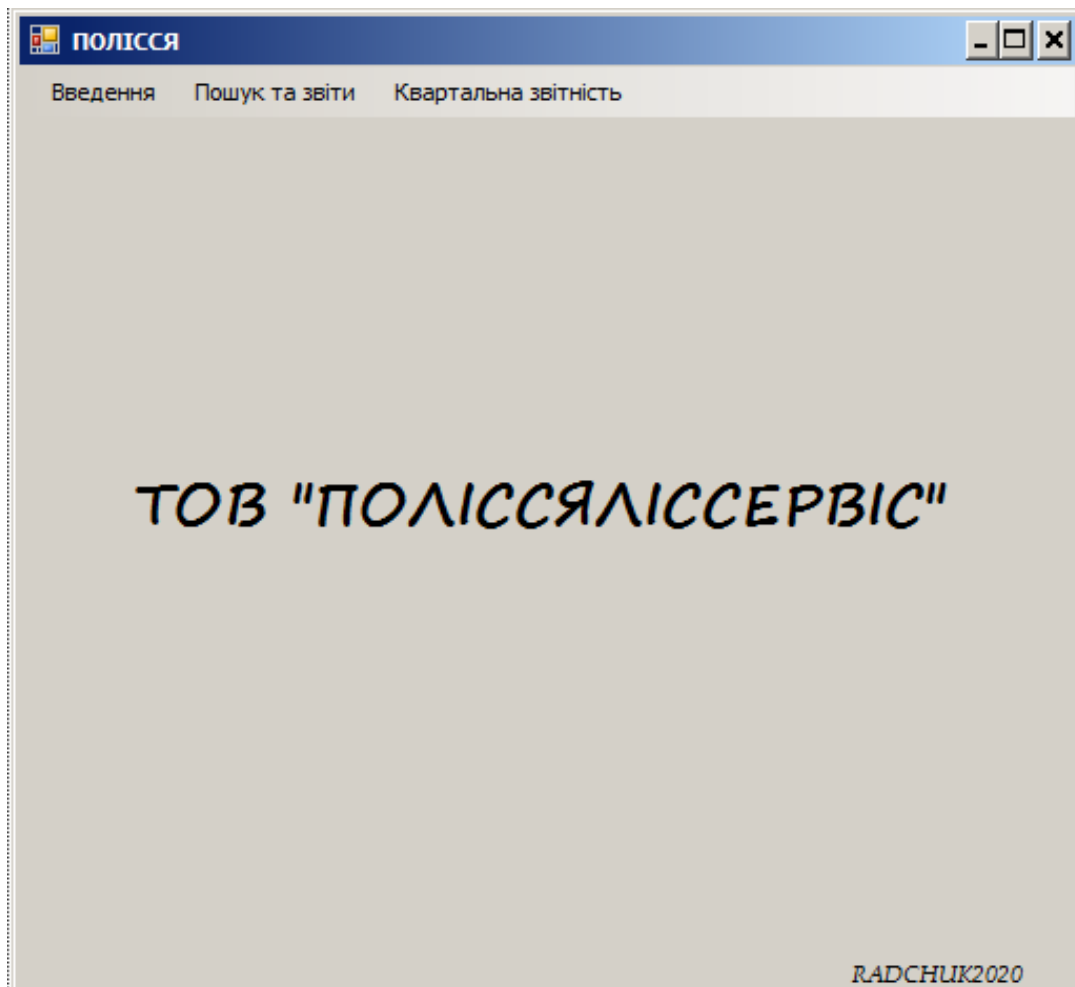 ПОЛІССЯ
Введення Пошук та звіти Квартальна звітність
ТОВ "ПОЛІССЯЛІССЕРВІС"
RADCHUK2020